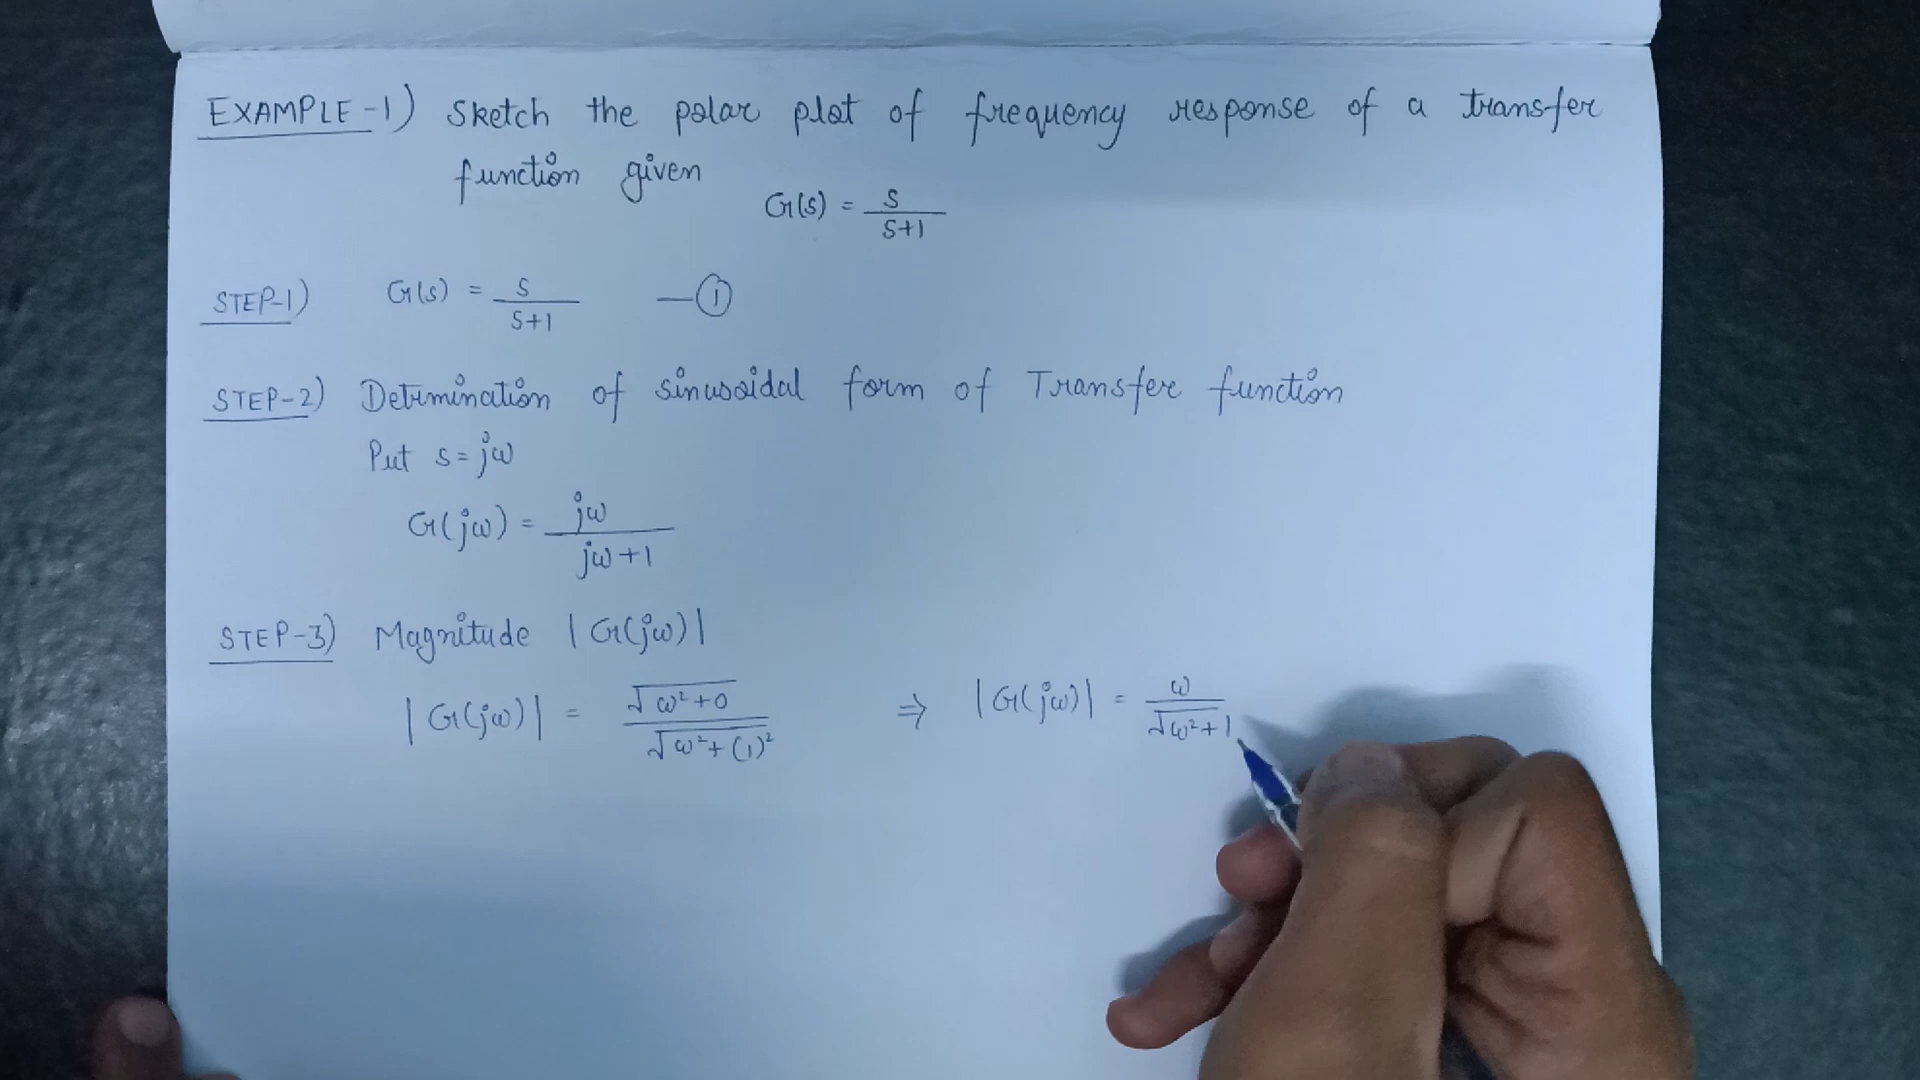 EXAMPLE-1) Sketch the polar plot of frequency response of a transfer
function given
G(s) = s/(s+1)
STEP-1) G(s) = s/(s+1) —①
STEP-2) Detrmination of sinusoidal form of Transfer function
Put s=jω
G(jω) = jω/(jω+1)
STEP-3) Magnitude |G(jω)|
|G(jω)| = √(ω²+0)/√(ω²+(1)²) ⇒ |G(jω)| = ω/√(ω²+1)